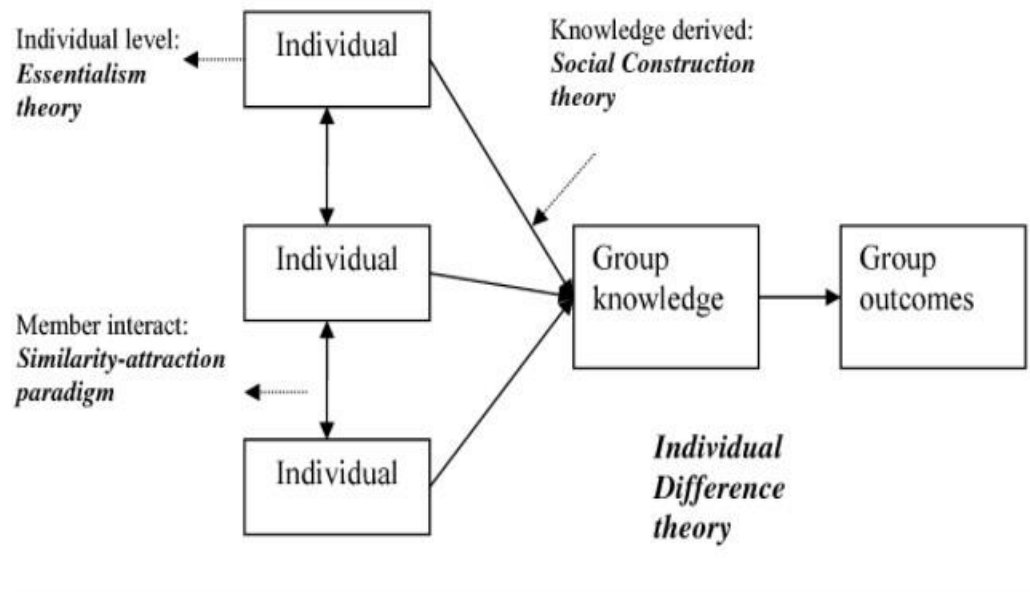 Individual level:
Essentialism
theory
Individual
Knowledge derived:
Social Construction
theory
Individual
Group
knowledge
Group
outcomes
Member interact:
Similarity-attraction
paradigm
Individual
Individual
Difference
theory